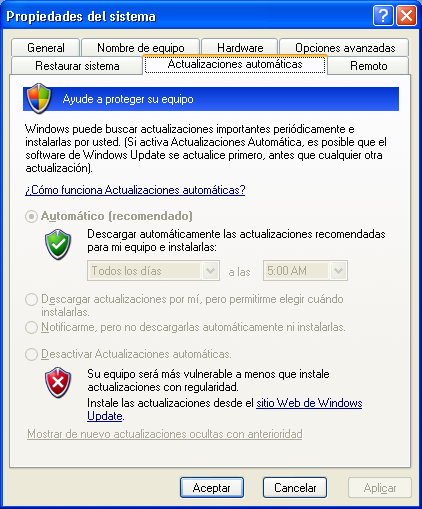 Propiedades del sistema
General
Nombre de equipo
Hardware
Opciones avanzadas
Restaurar sistema
Actualizaciones automáticas
Remoto
Ayude a proteger su equipo
Windows puede buscar actualizaciones importantes periódicamente e
instalarlas por usted. (Si activa Actualizaciones Automática, es posible que el
software de Windows Update se actualice primero, antes que cualquier otra
actualización).
¿Cómo funciona Actualizaciones automáticas?
Automático (recomendado)
Descargar automáticamente las actualizaciones recomendadas
para mi equipo e instalarlas:
Todos los días a las 5:00 AM
Descargar actualizaciones por mí, pero permitirme elegir cuándo
instalarlas.
Notificarme, pero no descargarlas automáticamente ni instalarlas.
Desactivar Actualizaciones automáticas.
Su equipo será más vulnerable a menos que instale
actualizaciones con regularidad.
Instale las actualizaciones desde el sitio Web de Windows
Update.
Mostrar de nuevo actualizaciones ocultas con anterioridad
Aceptar
Cancelar
Aplicar